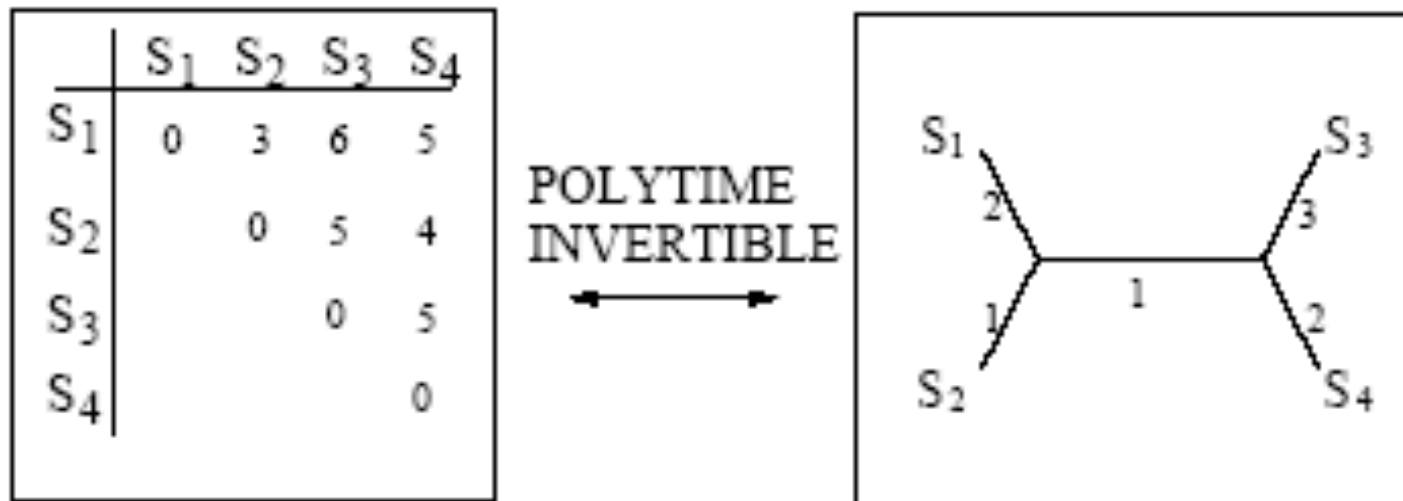 S1 S2 S3 S4
S1 0 3 6 5
S2 0 5 4
S3 0 5
S4 0
POLYTIME
INVERTIBLE
S1 S3
2 3
1
1 2
S2 S4